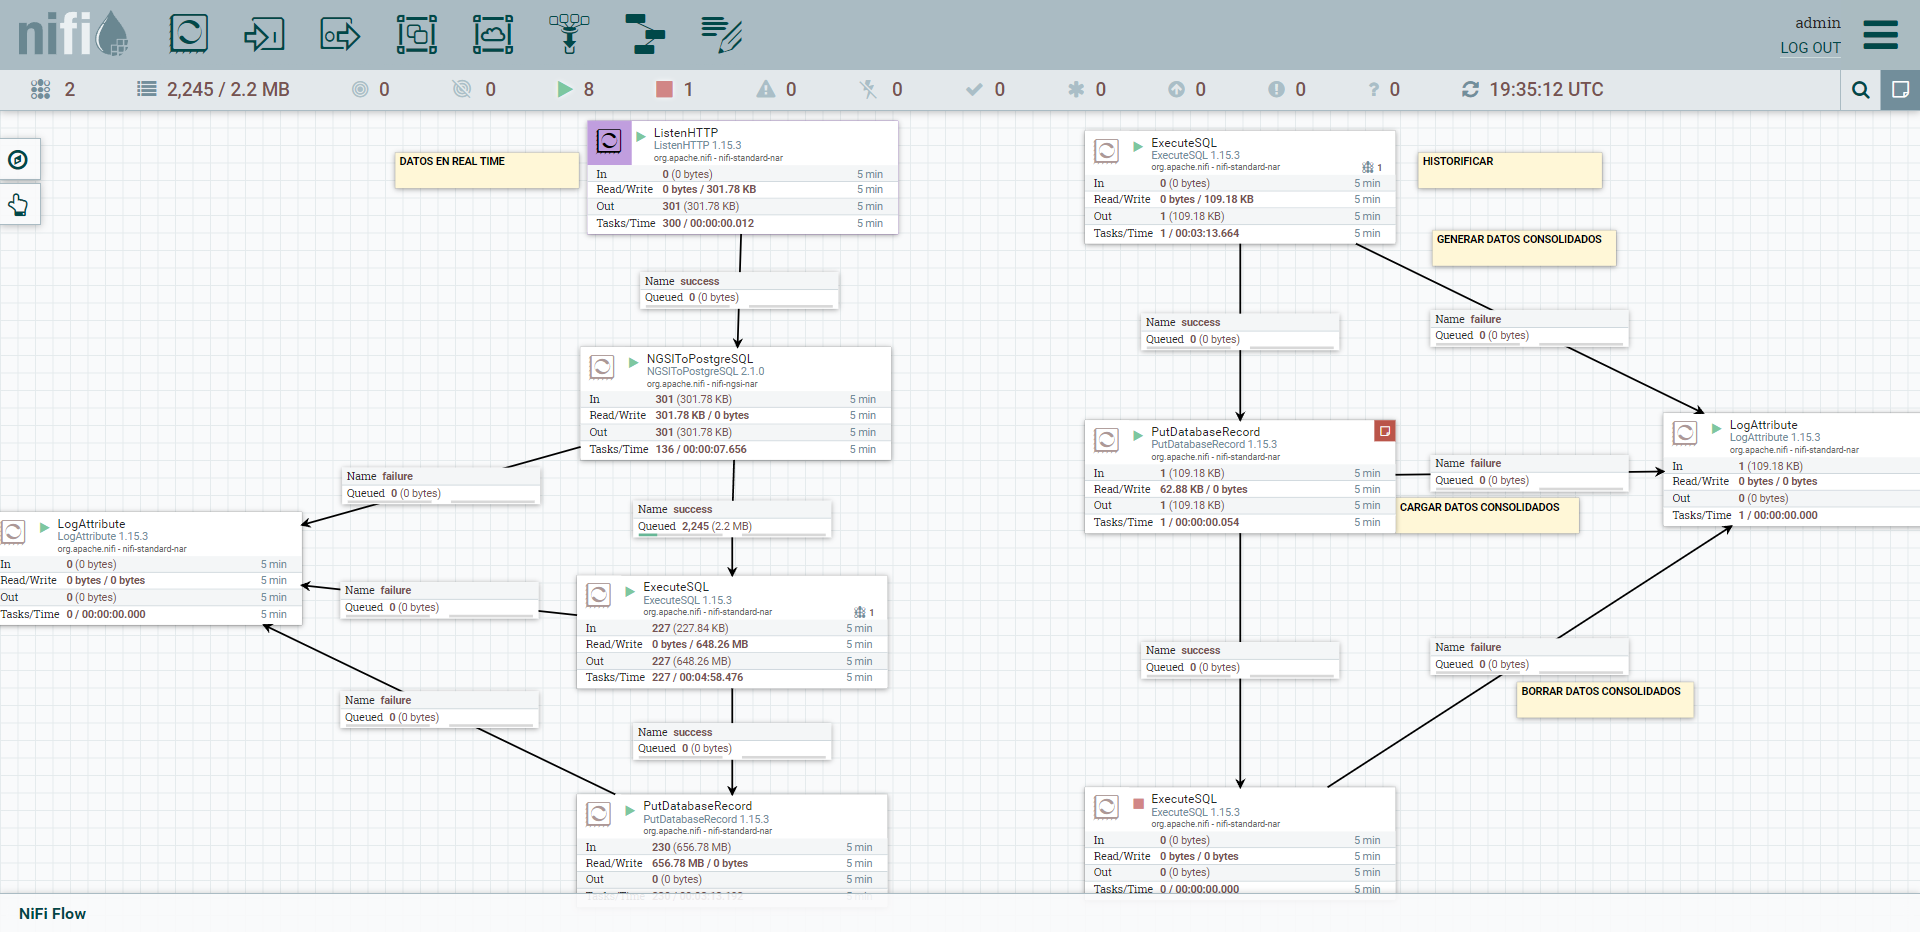 nifi
admin
LOG OUT
2
2,245 / 2.2 MB
0
0
8
1
0
0
0
0
0
0
0
19:35:12 UTC
DATOS EN REAL TIME
ListenHTTP
ListenHTTP 1.15.3
org.apache.nifi - nifi-standard-nar
In 0 (0 bytes) 5 min
Read/Write 0 bytes / 301.78 KB 5 min
Out 301 (301.78 KB) 5 min
Tasks/Time 300 / 00:00:00.012 5 min
Name success
Queued 0 (0 bytes)
NGSIToPostgreSQL
NGSIToPostgreSQL 2.1.0
org.apache.nifi - nifi-ngsi-nar
In 301 (301.78 KB) 5 min
Read/Write 301.78 KB / 0 bytes 5 min
Out 301 (301.78 KB) 5 min
Tasks/Time 136 / 00:00:07.656 5 min
Name failure
Queued 0 (0 bytes)
Name success
Queued 2,245 (2.2 MB)
LogAttribute
LogAttribute 1.15.3
org.apache.nifi - nifi-standard-nar
In 0 (0 bytes) 5 min
Read/Write 0 bytes / 0 bytes 5 min
Out 0 (0 bytes) 5 min
Tasks/Time 0 / 00:00:00.000 5 min
Name failure
Queued 0 (0 bytes)
ExecuteSQL
ExecuteSQL 1.15.3
org.apache.nifi - nifi-standard-nar
1
In 227 (227.84 KB) 5 min
Read/Write 0 bytes / 648.26 MB 5 min
Out 227 (648.26 MB) 5 min
Tasks/Time 227 / 00:04:58.476 5 min
Name failure
Queued 0 (0 bytes)
Name success
Queued 0 (0 bytes)
PutDatabaseRecord
PutDatabaseRecord 1.15.3
org.apache.nifi - nifi-standard-nar
In 230 (656.78 MB) 5 min
Read/Write 656.78 MB / 0 bytes 5 min
Out 0 (0 bytes) 5 min
Tasks/Time 5 min
ExecuteSQL
ExecuteSQL 1.15.3
org.apache.nifi - nifi-standard-nar
1
In 0 (0 bytes) 5 min
Read/Write 0 bytes / 109.18 KB 5 min
Out 1 (109.18 KB) 5 min
Tasks/Time 1 / 00:03:13.664 5 min
HISTORIFICAR
GENERAR DATOS CONSOLIDADOS
Name success
Queued 0 (0 bytes)
Name failure
Queued 0 (0 bytes)
PutDatabaseRecord
PutDatabaseRecord 1.15.3
org.apache.nifi - nifi-standard-nar
In 1 (109.18 KB) 5 min
Read/Write 62.88 KB / 0 bytes 5 min
Out 1 (109.18 KB) 5 min
Tasks/Time 1 / 00:00:00.054 5 min
Name failure
Queued 0 (0 bytes)
CARGAR DATOS CONSOLIDADOS
LogAttribute
LogAttribute 1.15.3
org.apache.nifi - nifi-standard-nar
In 1 (109.18 KB)
Read/Write 0 bytes / 0 bytes
Out 0 (0 bytes)
Tasks/Time 1 / 00:00:00.000
Name success
Queued 0 (0 bytes)
Name failure
Queued 0 (0 bytes)
BORRAR DATOS CONSOLIDADOS
ExecuteSQL
ExecuteSQL 1.15.3
org.apache.nifi - nifi-standard-nar
In 0 (0 bytes) 5 min
Read/Write 0 bytes / 0 bytes 5 min
Out 0 (0 bytes) 5 min
Tasks/Time 0 / 00:00:00.000 5 min
NiFi Flow